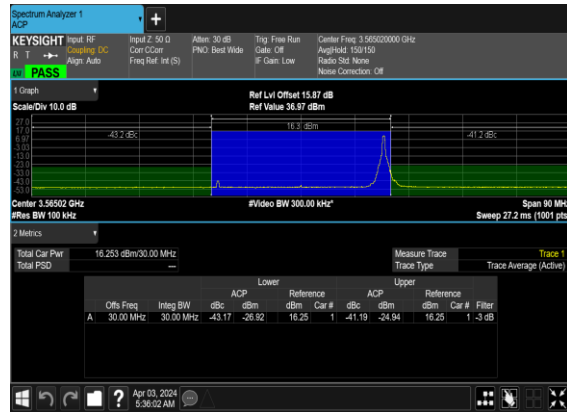 Spectrum Analyzer 1
ACP
+
KEYSIGHT Input: RF Input Z: 50 Ω Atten: 30 dB Trig: Free Run Center Freq: 3.565020000 GHz
R T Coupling: DC Corr CCorr PNO: Best Wide Gate: Off Avg|Hold: 150/150
Align: Auto Freq Ref: Int (S) IF Gain: Low Radio Std: None
PASS Noise Correction: Off
1 Graph Ref Lvl Offset 15.87 dB
Scale/Div 10.0 dB Ref Value 36.97 dBm
27.0 16.3 dBm
17.0 -43.2 dBc -41.2 dBc
6.97
-3.03
-13.0
-23.0
-33.0
-43.0
-53.0
Center 3.56502 GHz #Video BW 300.00 kHz* Span 90 MHz
#Res BW 100 kHz Sweep 27.2 ms (1001 pts)
2 Metrics
Total Car Pwr 16.253 dBm/30.00 MHz Measure Trace Trace 1
Total PSD --- Trace Type Trace Average (Active)
Lower Upper
ACP Reference ACP Reference
Offs Freq Integ BW dBc dBm dBm Car # dBc dBm dBm Car # Filter
A 30.00 MHz 30.00 MHz -43.17 -26.92 16.25 1 -41.19 -24.94 16.25 1 -3 dB
? Apr 03, 2024
5:36:02 AM